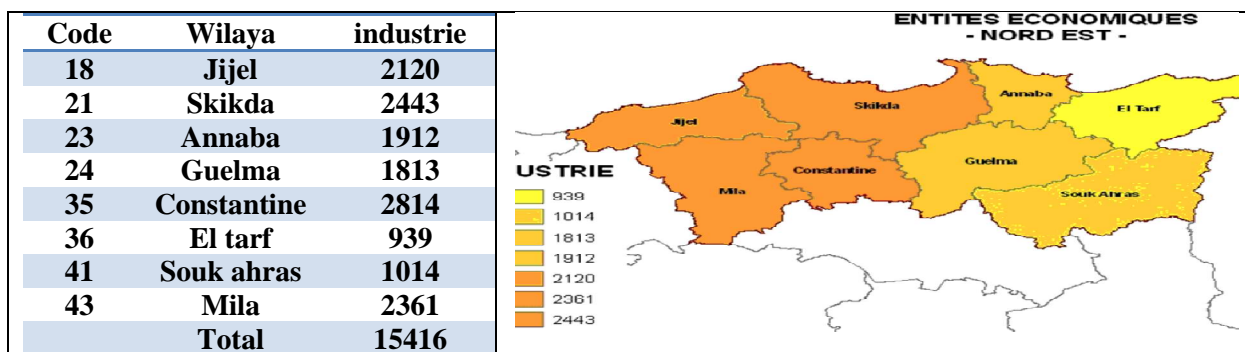 Code Wilaya industrie
18 Jijel 2120
21 Skikda 2443
23 Annaba 1912
24 Guelma 1813
35 Constantine 2814
36 El tarf 939
41 Souk ahras 1014
43 Mila 2361
Total 15416
ENTITES ECONOMIQUES
- NORD EST -
Annaba
Skikda
El Tarf
Jijel
Guelma
Constantine
Mila
Souk Ahras
USTRIE
939
1014
1813
1912
2120
2361
2443